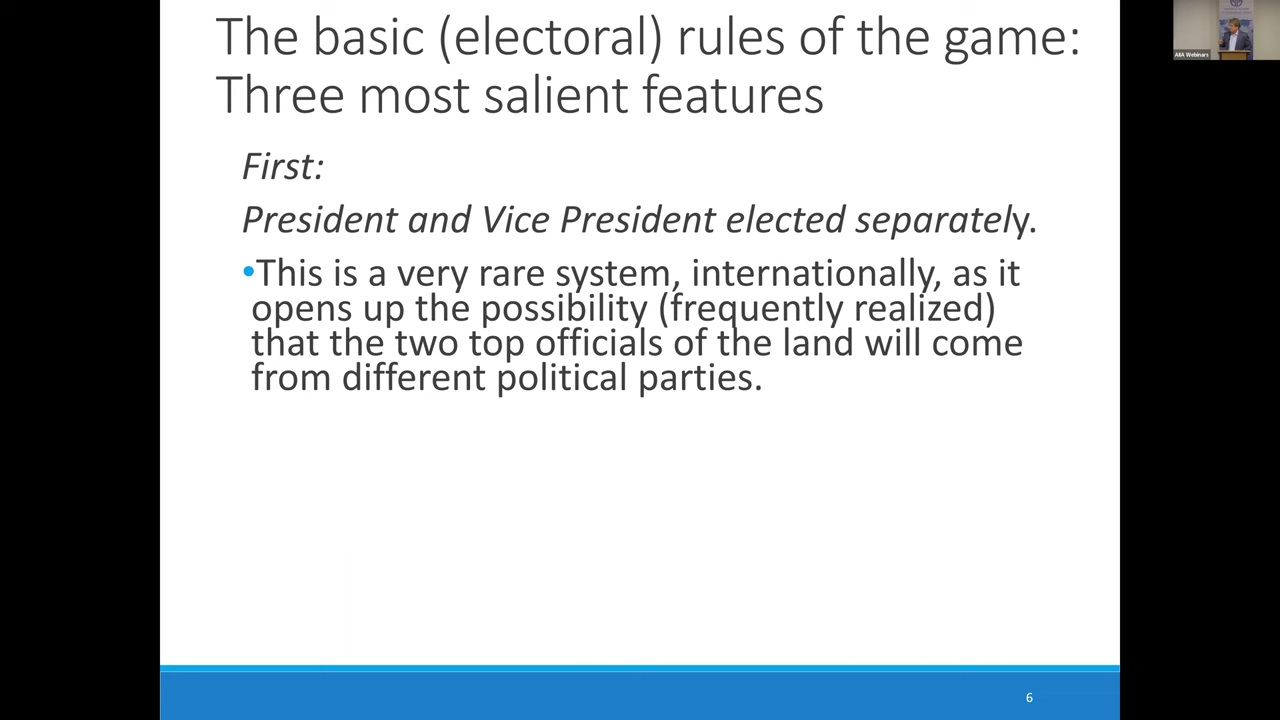 The basic (electoral) rules of the game:
Three most salient features
First:
President and Vice President elected separately.
•This is a very rare system, internationally, as it
opens up the possibility (frequently realized)
that the two top officials of the land will come
from different political parties.
6
AIIA Webinars